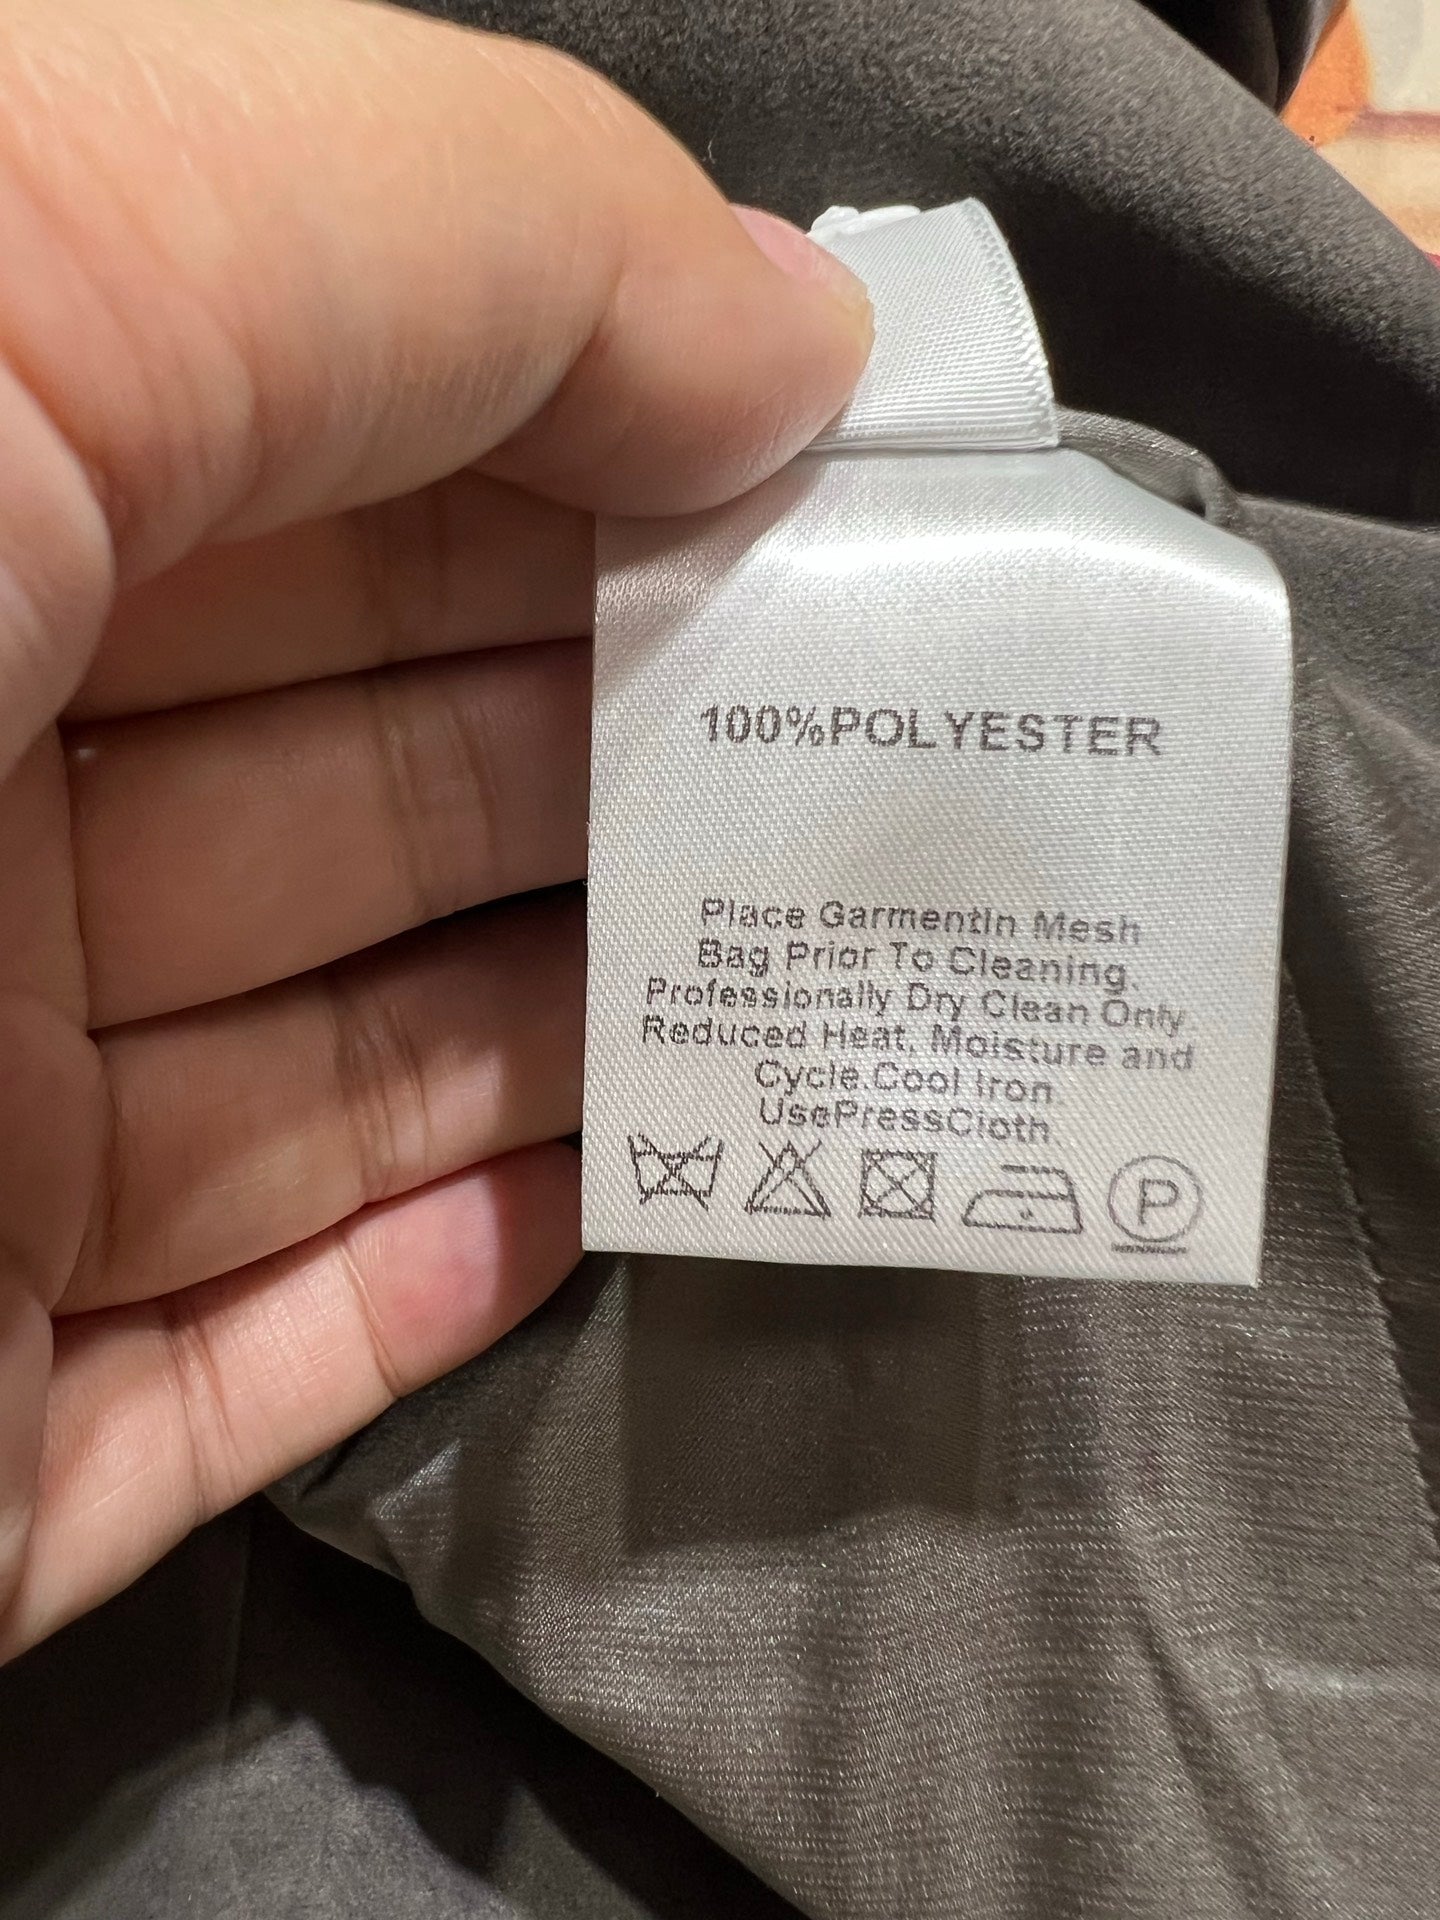 100%POLYESTER
Place GarmentIn Mesh
Bag Prior To Cleaning.
Professionally Dry Clean Only.
Reduced Heat, Moisture and
Cycle.Cool Iron.
UsePressCloth.
P